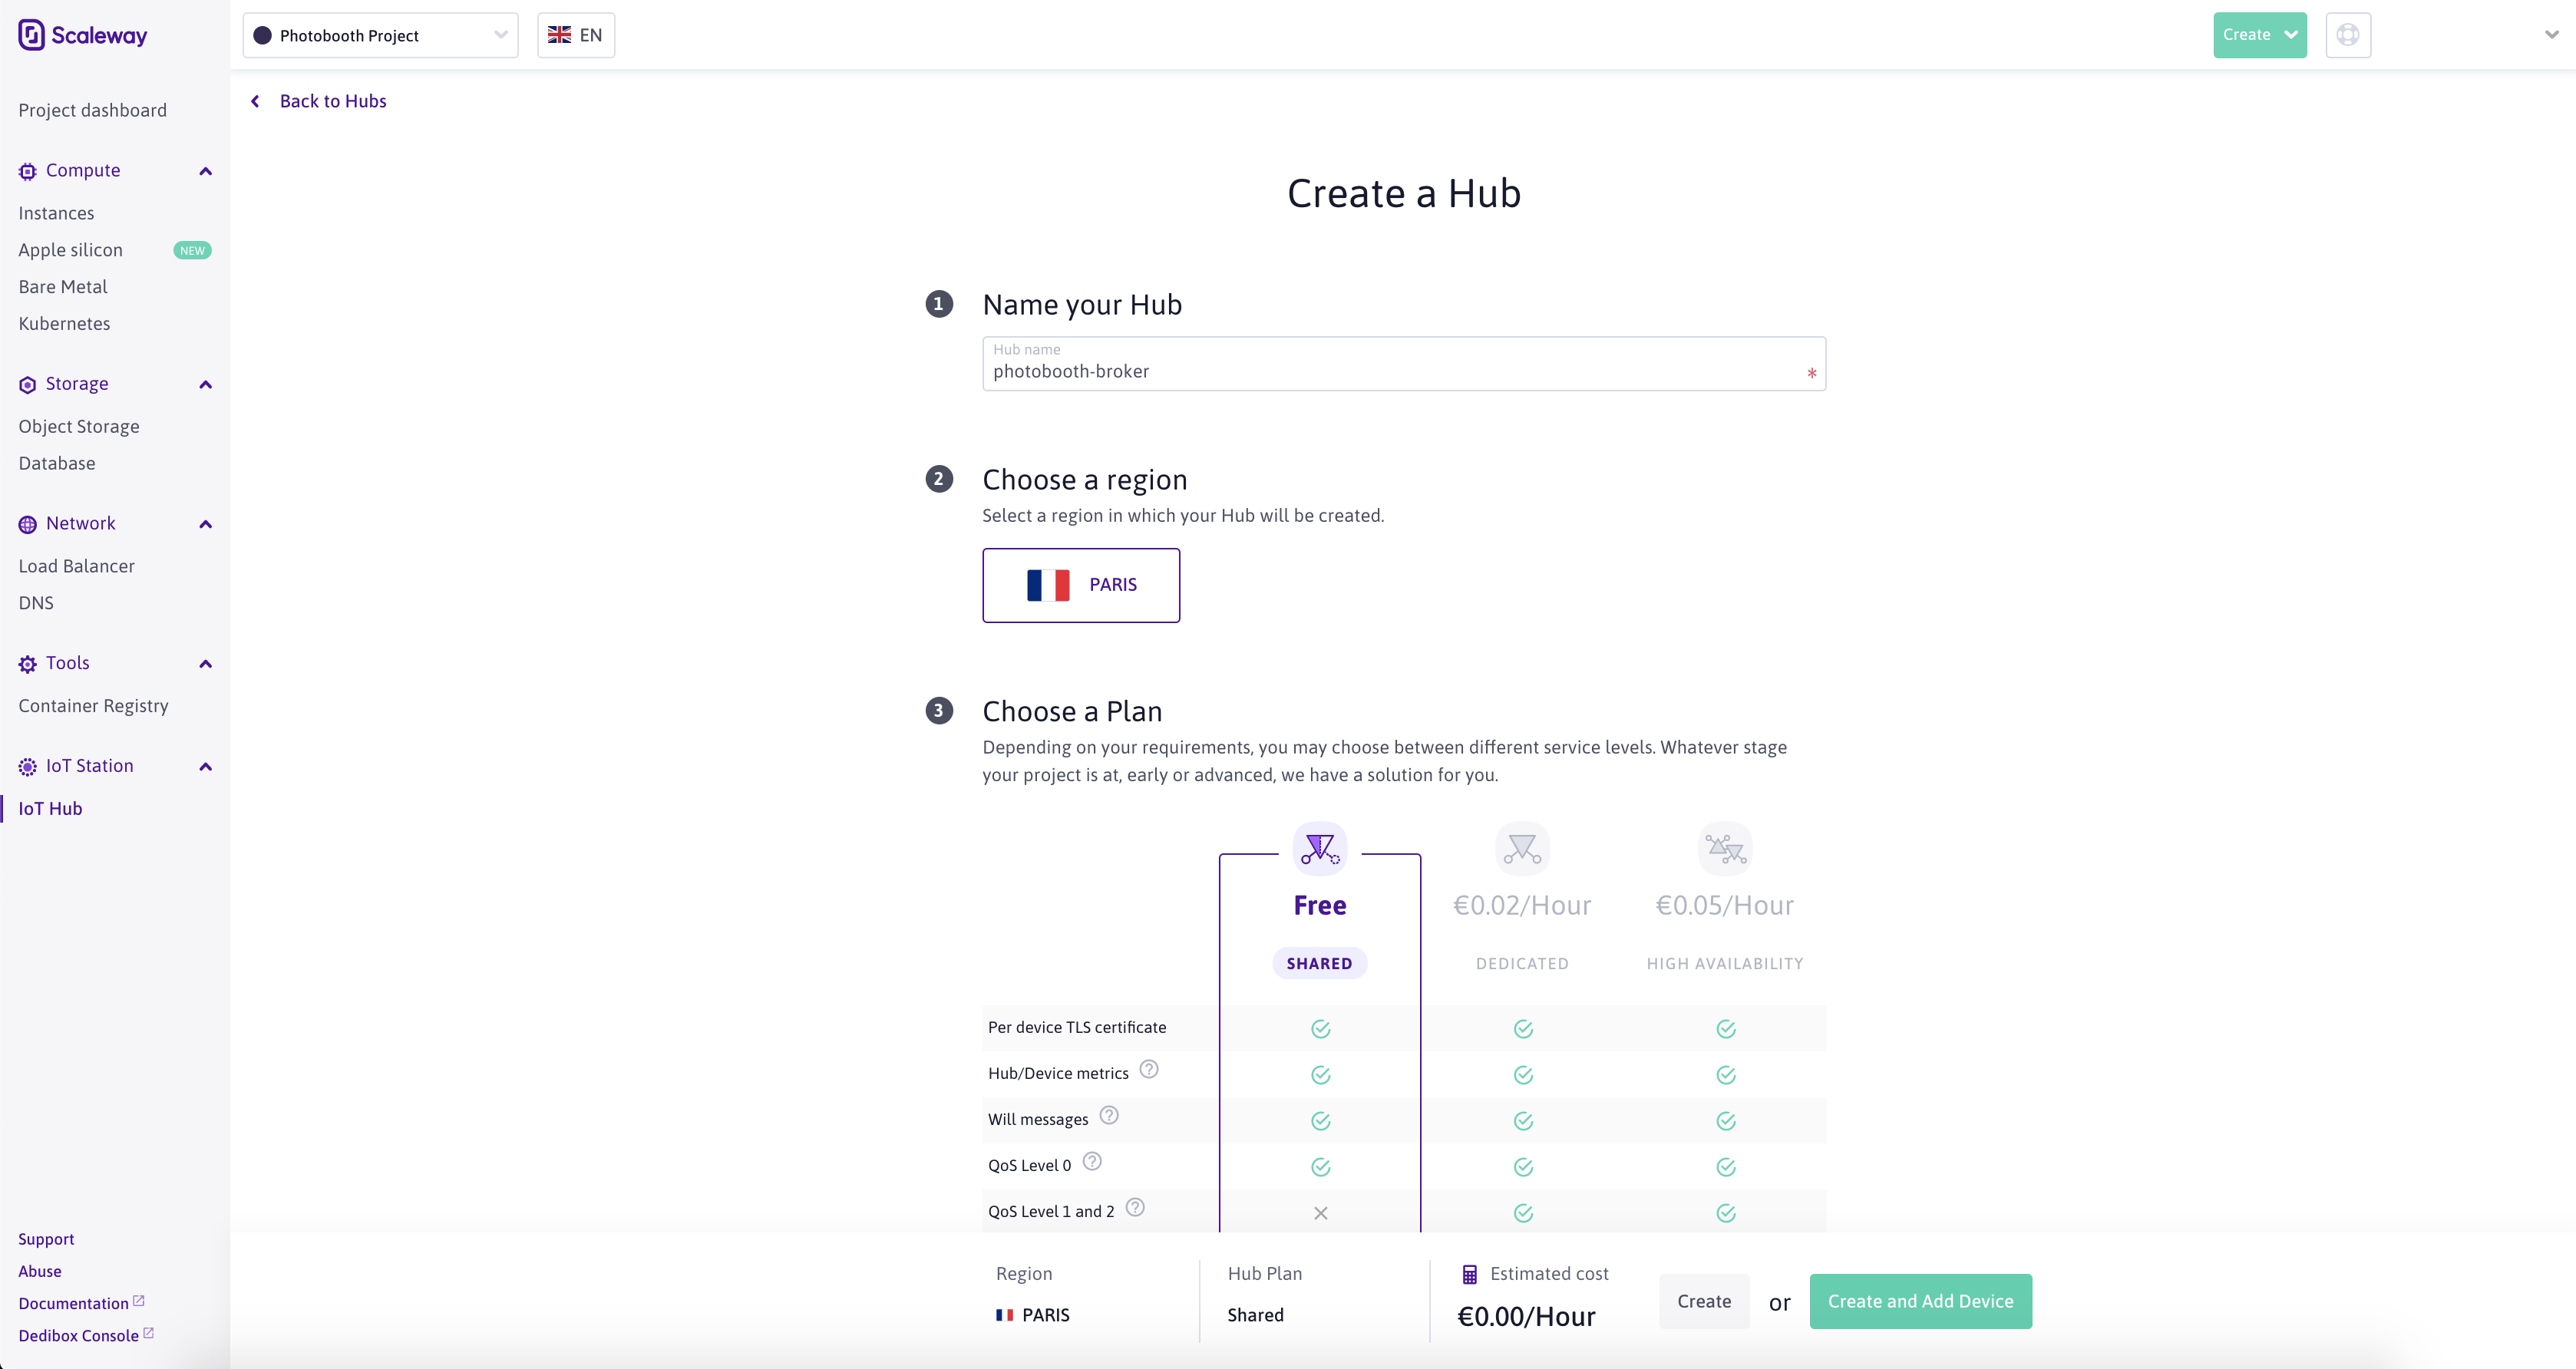 Scaleway
Photobooth Project
EN
Create
Project dashboard
Compute
Instances
Apple silicon NEW
Bare Metal
Kubernetes
Storage
Object Storage
Database
Network
Load Balancer
DNS
Tools
Container Registry
IoT Station
IoT Hub
Support
Abuse
Documentation
Dedibox Console
Back to Hubs
Create a Hub
1 Name your Hub
Hub name
photobooth-broker *
2 Choose a region
Select a region in which your Hub will be created.
PARIS
3 Choose a Plan
Depending on your requirements, you may choose between different service levels. Whatever stage
your project is at, early or advanced, we have a solution for you.
Free €0.02/Hour €0.05/Hour
SHARED DEDICATED HIGH AVAILABILITY
Per device TLS certificate
Hub/Device metrics ?
Will messages ?
QoS Level 0 ?
QoS Level 1 and 2 ?
Region Hub Plan Estimated cost
PARIS Shared €0.00/Hour
Create or Create and Add Device